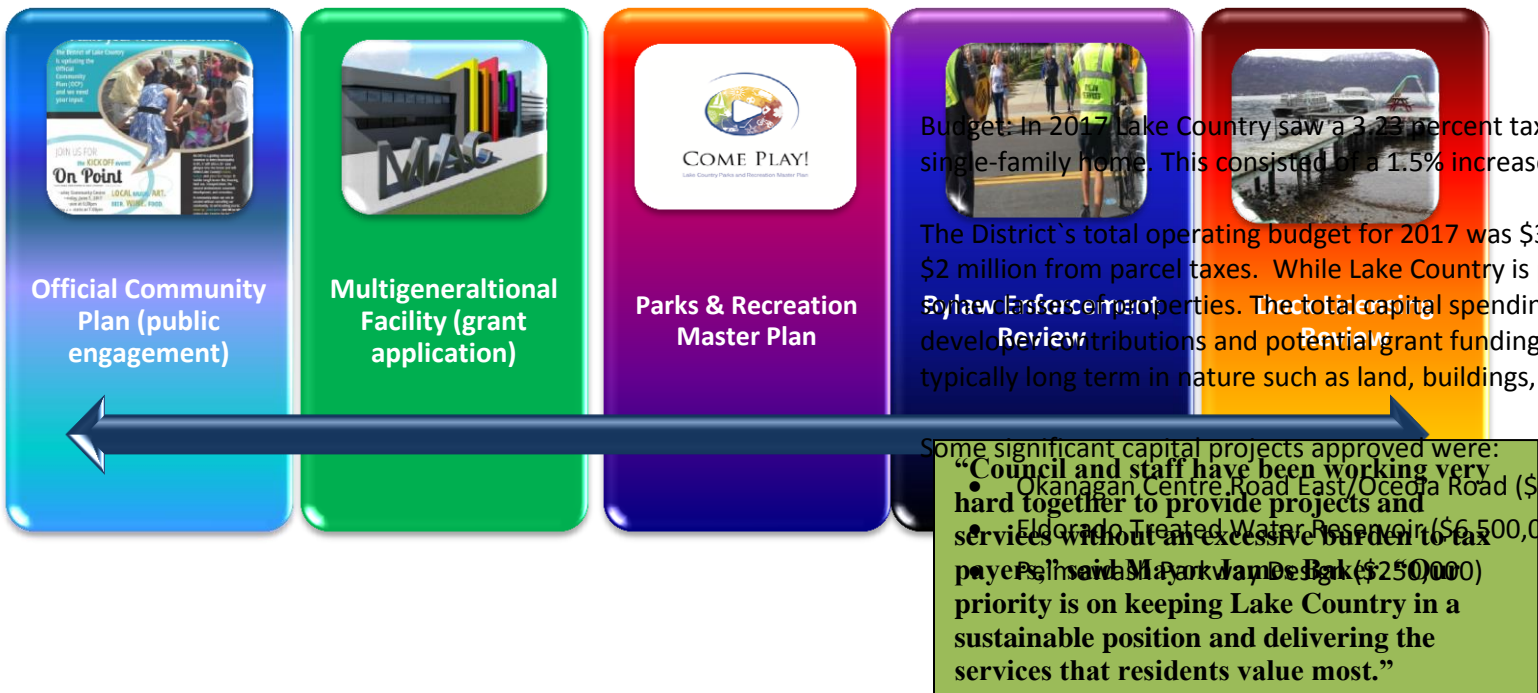 The District of Lake Country
is updating the
Official
Community
Plan (OCP)
and we need
your input.
JOIN US FOR
the KICKOFF event
On Point
LOCAL MUSIC. ART.
BEER. WINE. FOOD.
Official Community
Plan (public
engagement)
MAC
Multigeneraltional
Facility (grant
application)
COME PLAY!
Lake Country Parks and Recreation Master Plan
Parks & Recreation
Master Plan
Bylaw Enforcement
Review
Dock Licensing
Review
Budget: In 2017 Lake Country saw a 3.23 percent tax
single-family home. This consisted of a 1.5% increase
The District`s total operating budget for 2017 was $3
$2 million from parcel taxes.  While Lake Country is
some classes of properties. The total capital spendin
developer contributions and potential grant funding
typically long term in nature such as land, buildings,
Some significant capital projects approved were:
• Okanagan Centre Road East/Oceola Road ($
• Eldorado Treated Water Reservoir ($6,500,0
• Pelmewash Parkway Design ($250,000)
“Council and staff have been working very
hard together to provide projects and
services without an excessive burden to tax
payers,” said Mayor James Baker. “Our
priority is on keeping Lake Country in a
sustainable position and delivering the
services that residents value most.”